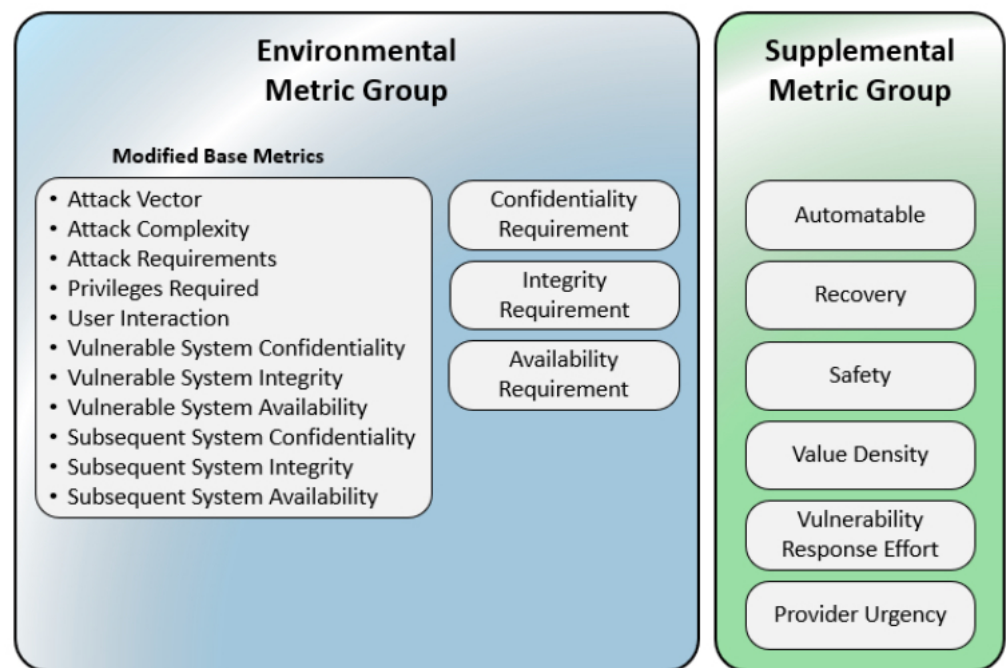 Environmental
Metric Group
Modified Base Metrics
• Attack Vector
• Attack Complexity
• Attack Requirements
• Privileges Required
• User Interaction
• Vulnerable System Confidentiality
• Vulnerable System Integrity
• Vulnerable System Availability
• Subsequent System Confidentiality
• Subsequent System Integrity
• Subsequent System Availability
Confidentiality
Requirement
Integrity
Requirement
Availability
Requirement
Supplemental
Metric Group
Automatable
Recovery
Safety
Value Density
Vulnerability
Response Effort
Provider Urgency